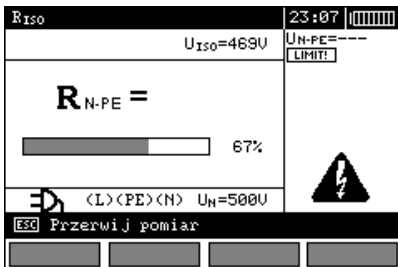 RISO 23:07
UISO=469V UN-PE=---
LIMIT!
RN-PE =
67%
(L)(PE)(N) UN=500V
ESC Przerwij pomiar